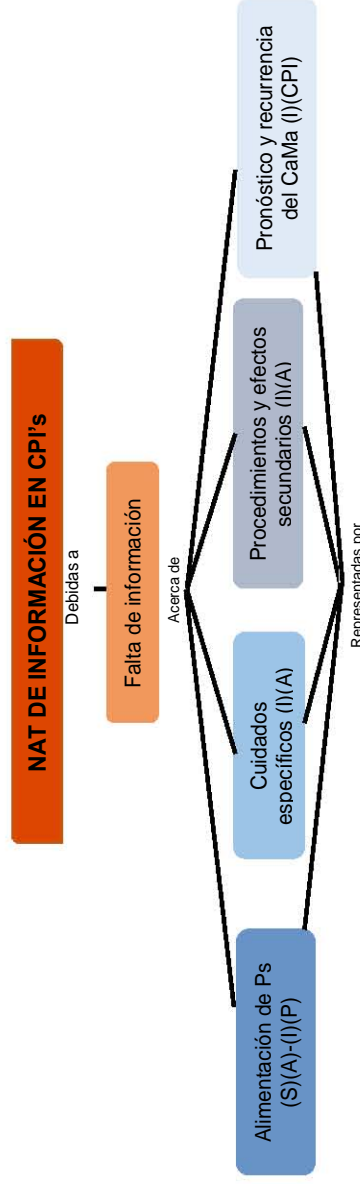 NAT DE INFORMACIÓN EN CPI's
Debidas a
Falta de información
Acerca de
Alimentación de Ps
(S)(A)-(I)(P)
Cuidados
específicos (I)(A)
Procedimientos y efectos
secundarios (I)(A)
Pronóstico y recurrencia
del CaMa (I)(CPI)
Representadas por